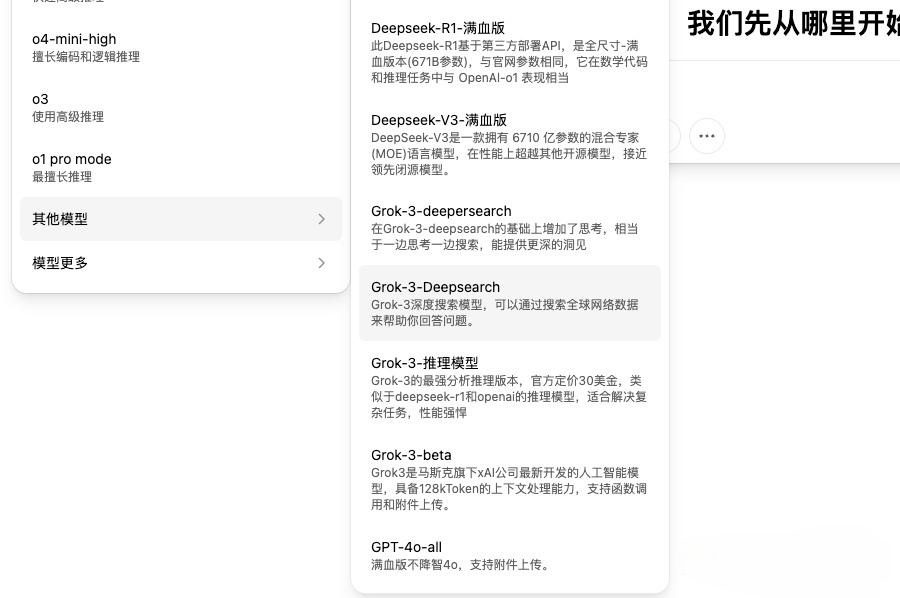 o4-mini-high
擅长编码和逻辑推理
o3
使用高级推理
o1 pro mode
最擅长推理
其他模型
模型更多
Deepseek-R1-满血版
此Deepseek-R1基于第三方部署API，是全尺寸-满
血版本(671B参数)，与官网参数相同，它在数学代码
和推理任务中与 OpenAI-o1 表现相当
Deepseek-V3-满血版
DeepSeek-V3是一款拥有 6710 亿参数的混合专家
(MOE)语言模型，在性能上超越其他开源模型，接近
领先闭源模型。
Grok-3-deepersearch
在Grok-3-deepsearch的基础上增加了思考，相当
于一边思考一边搜索，能提供更深的洞见
Grok-3-Deepsearch
Grok-3深度搜索模型，可以通过搜索全球网络数据
来帮助你回答问题。
Grok-3-推理模型
Grok-3的最强分析推理版本，官方定价30美金，类
似于deepseek-r1和openai的推理模型，适合解决复
杂任务，性能强悍
Grok-3-beta
Grok3是马斯克旗下xAI公司最新开发的人工智能模
型，具备128kToken的上下文处理能力，支持函数调
用和附件上传。
GPT-4o-all
满血版不降智4o，支持附件上传。
我们先从哪里开始